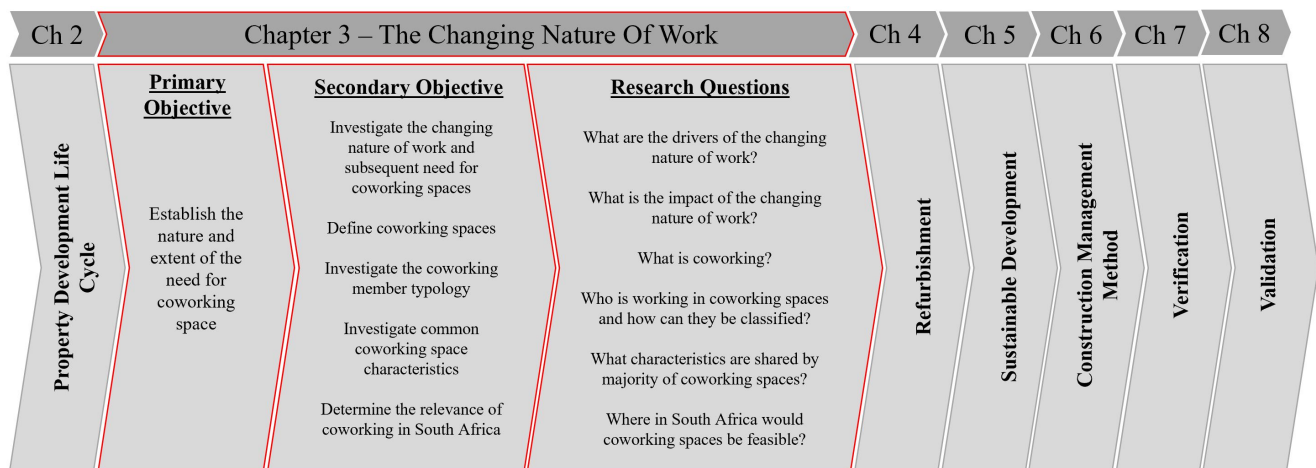 Ch 2
Chapter 3 – The Changing Nature Of Work
Ch 4
Ch 5
Ch 6
Ch 7
Ch 8
Property Development Life
Cycle
Primary
Objective
Establish the
nature and
extent of the
need for
coworking
space
Secondary Objective
Investigate the changing
nature of work and
subsequent need for
coworking spaces
Define coworking spaces
Investigate the coworking
member typology
Investigate common
coworking space
characteristics
Determine the relevance of
coworking in South Africa
Research Questions
What are the drivers of the changing
nature of work?
What is the impact of the changing
nature of work?
What is coworking?
Who is working in coworking spaces
and how can they be classified?
What characteristics are shared by
majority of coworking spaces?
Where in South Africa would
coworking spaces be feasible?
Refurbishment
Sustainable Development
Construction Management
Method
Verification
Validation